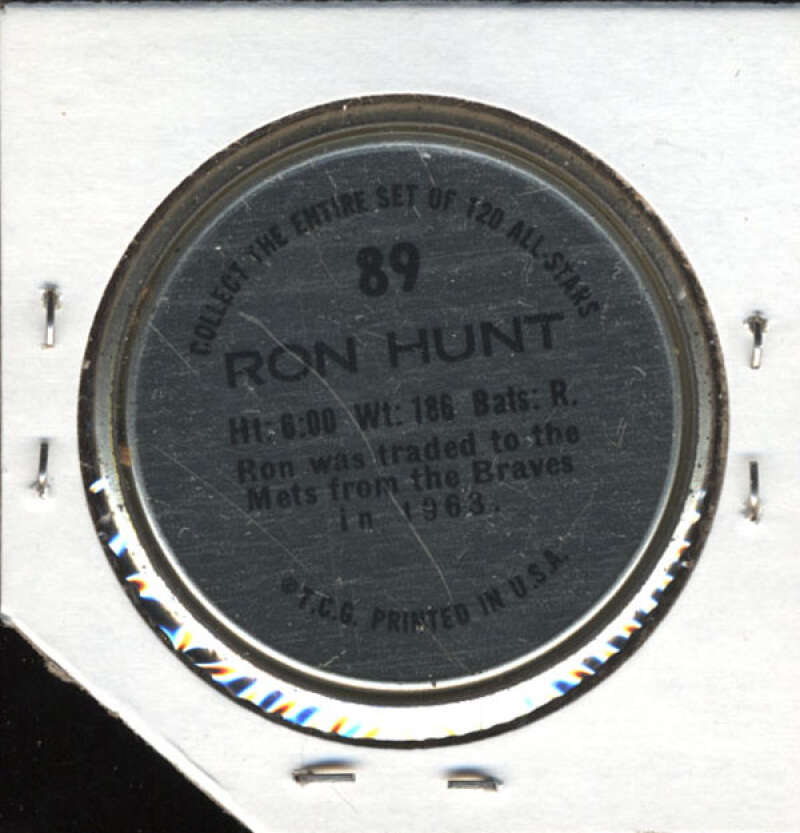 COLLECT THE ENTIRE SET OF 120 ALL-STARS
89
RON HUNT
Ht: 6:00 Wt: 186 Bats: R.
Ron was traded to the
Mets from the Braves
in 1963.
©T.C.G. PRINTED IN U.S.A.